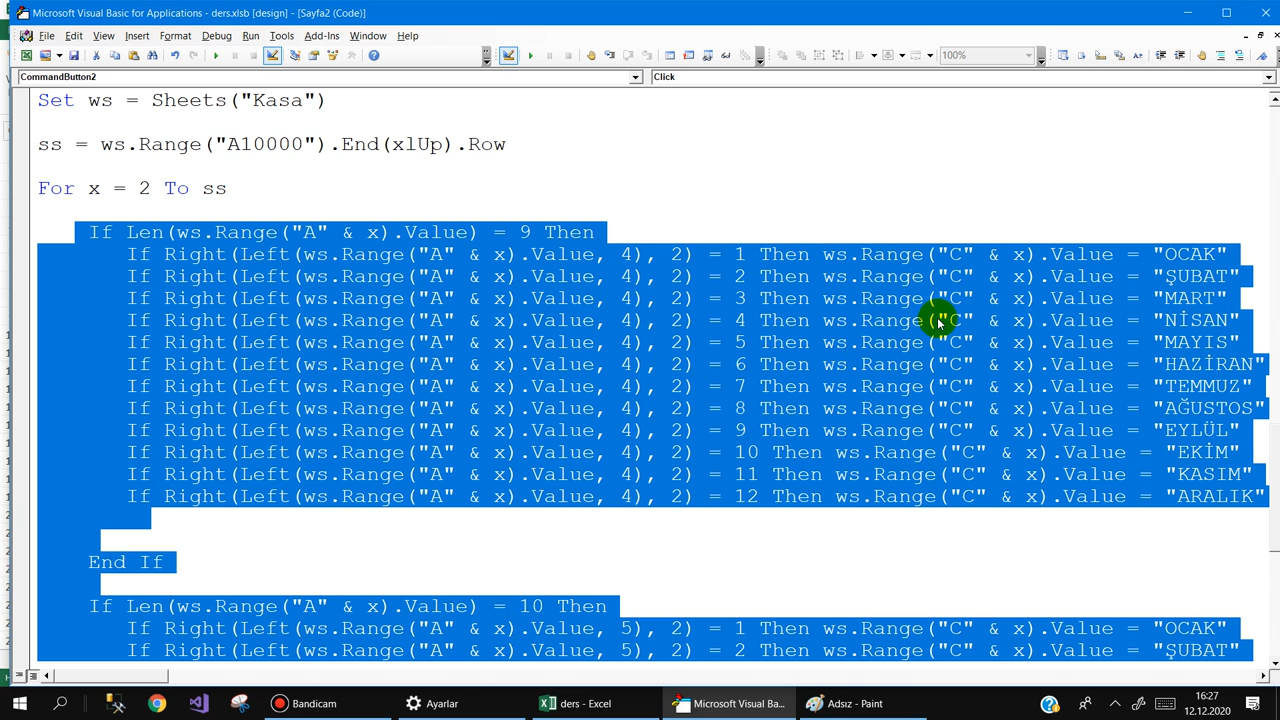 Microsoft Visual Basic for Applications - ders.xlsb [design] - [Sayfa2 (Code)]
File Edit View Insert Format Debug Run Tools Add-Ins Window Help
100%
CommandButton2 Click
Set ws = Sheets("Kasa")
ss = ws.Range("A10000").End(xlUp).Row
For x = 2 To ss
If Len(ws.Range("A" & x).Value) = 9 Then
If Right(Left(ws.Range("A" & x).Value, 4), 2) = 1 Then ws.Range("C" & x).Value = "OCAK"
If Right(Left(ws.Range("A" & x).Value, 4), 2) = 2 Then ws.Range("C" & x).Value = "ŞUBAT"
If Right(Left(ws.Range("A" & x).Value, 4), 2) = 3 Then ws.Range("C" & x).Value = "MART"
If Right(Left(ws.Range("A" & x).Value, 4), 2) = 4 Then ws.Range("C" & x).Value = "NİSAN"
If Right(Left(ws.Range("A" & x).Value, 4), 2) = 5 Then ws.Range("C" & x).Value = "MAYIS"
If Right(Left(ws.Range("A" & x).Value, 4), 2) = 6 Then ws.Range("C" & x).Value = "HAZİRAN"
If Right(Left(ws.Range("A" & x).Value, 4), 2) = 7 Then ws.Range("C" & x).Value = "TEMMUZ"
If Right(Left(ws.Range("A" & x).Value, 4), 2) = 8 Then ws.Range("C" & x).Value = "AĞUSTOS"
If Right(Left(ws.Range("A" & x).Value, 4), 2) = 9 Then ws.Range("C" & x).Value = "EYLÜL"
If Right(Left(ws.Range("A" & x).Value, 4), 2) = 10 Then ws.Range("C" & x).Value = "EKİM"
If Right(Left(ws.Range("A" & x).Value, 4), 2) = 11 Then ws.Range("C" & x).Value = "KASIM"
If Right(Left(ws.Range("A" & x).Value, 4), 2) = 12 Then ws.Range("C" & x).Value = "ARALIK"
End If
If Len(ws.Range("A" & x).Value) = 10 Then
If Right(Left(ws.Range("A" & x).Value, 5), 2) = 1 Then ws.Range("C" & x).Value = "OCAK"
If Right(Left(ws.Range("A" & x).Value, 5), 2) = 2 Then ws.Range("C" & x).Value = "ŞUBAT"
Bandicam Ayarlar ders - Excel Microsoft Visual Ba... Adsız - Paint
16:27
12.12.2020